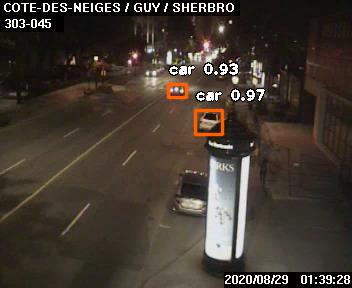 COTE-DES-NEIGES / GUY / SHERBRO
303-045
car 0.93
car 0.97
RKS
2020/08/29 01:39:28